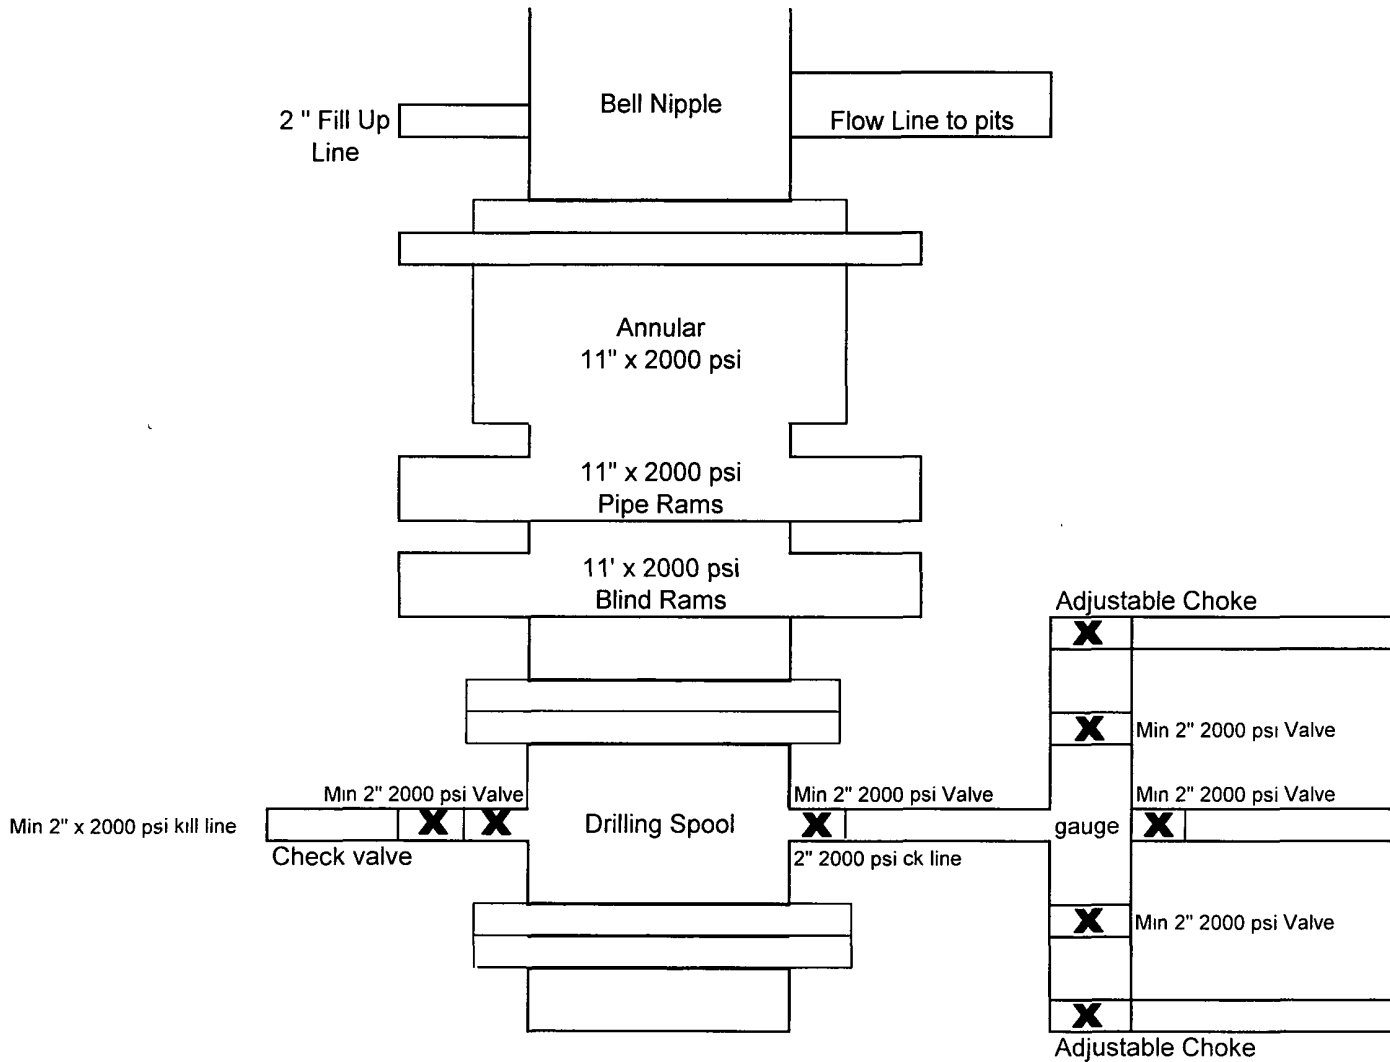 Bell Nipple
2 " Fill Up
Line
Flow Line to pits
Annular
11" x 2000 psi
11" x 2000 psi
Pipe Rams
11' x 2000 psi
Blind Rams
Adjustable Choke
X
X Min 2" 2000 psi Valve
Min 2" 2000 psi Valve
Min 2" 2000 psi Valve
Min 2" 2000 psi Valve
Min 2" x 2000 psi kill line
X X
Drilling Spool
X
gauge
X
Check valve
2" 2000 psi ck line
X Min 2" 2000 psi Valve
X
Adjustable Choke